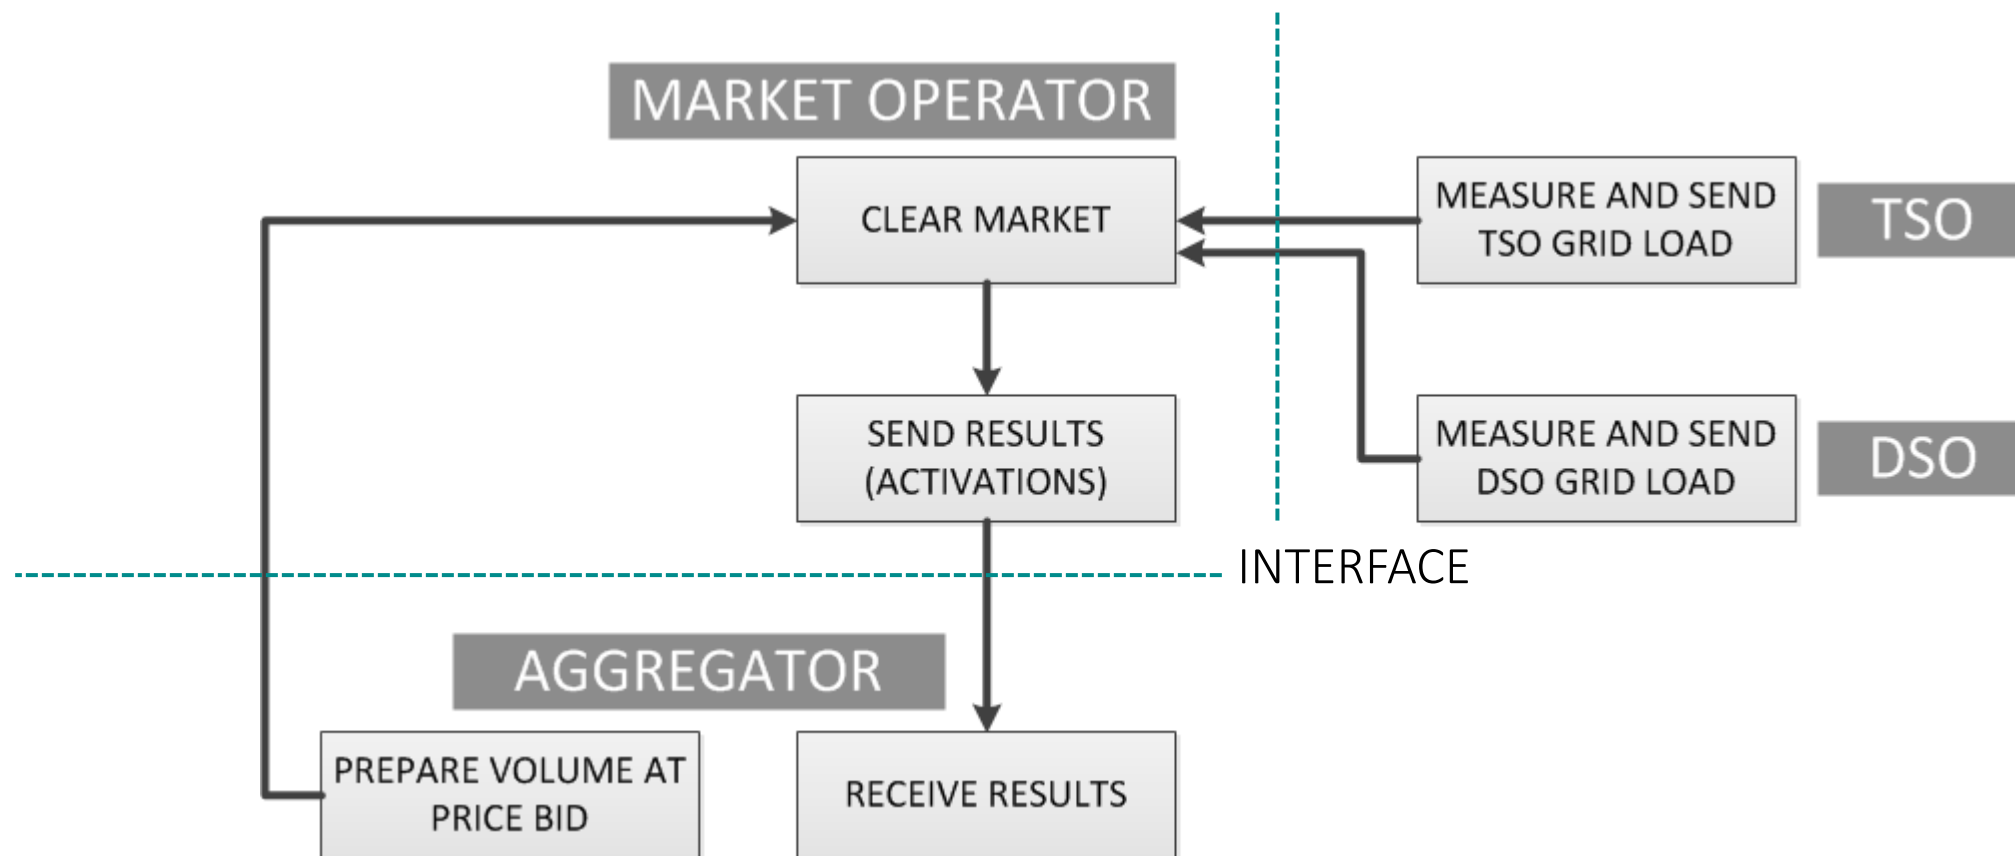 MARKET OPERATOR
CLEAR MARKET
MEASURE AND SEND
TSO GRID LOAD
TSO
SEND RESULTS
(ACTIVATIONS)
MEASURE AND SEND
DSO GRID LOAD
DSO
INTERFACE
AGGREGATOR
PREPARE VOLUME AT
PRICE BID
RECEIVE RESULTS